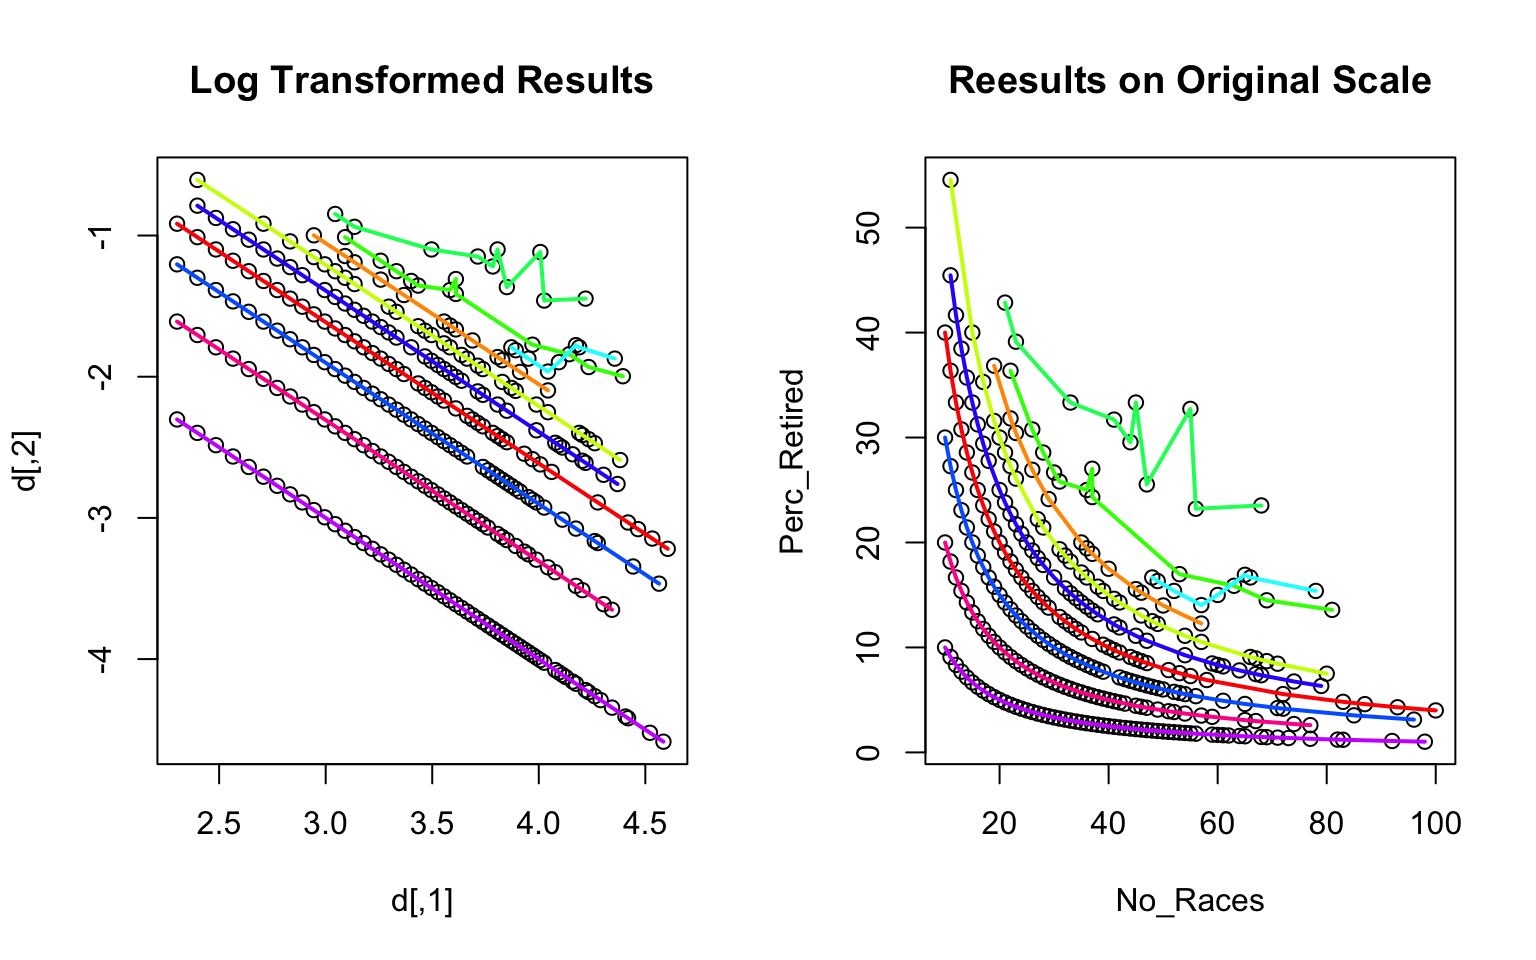 Log Transformed Results
d[,2]
-1
-2
-3
-4
2.5 3.0 3.5 4.0 4.5
d[,1]
Reesults on Original Scale
Perc_Retired
50
40
30
20
10
0
20 40 60 80 100
No_Races